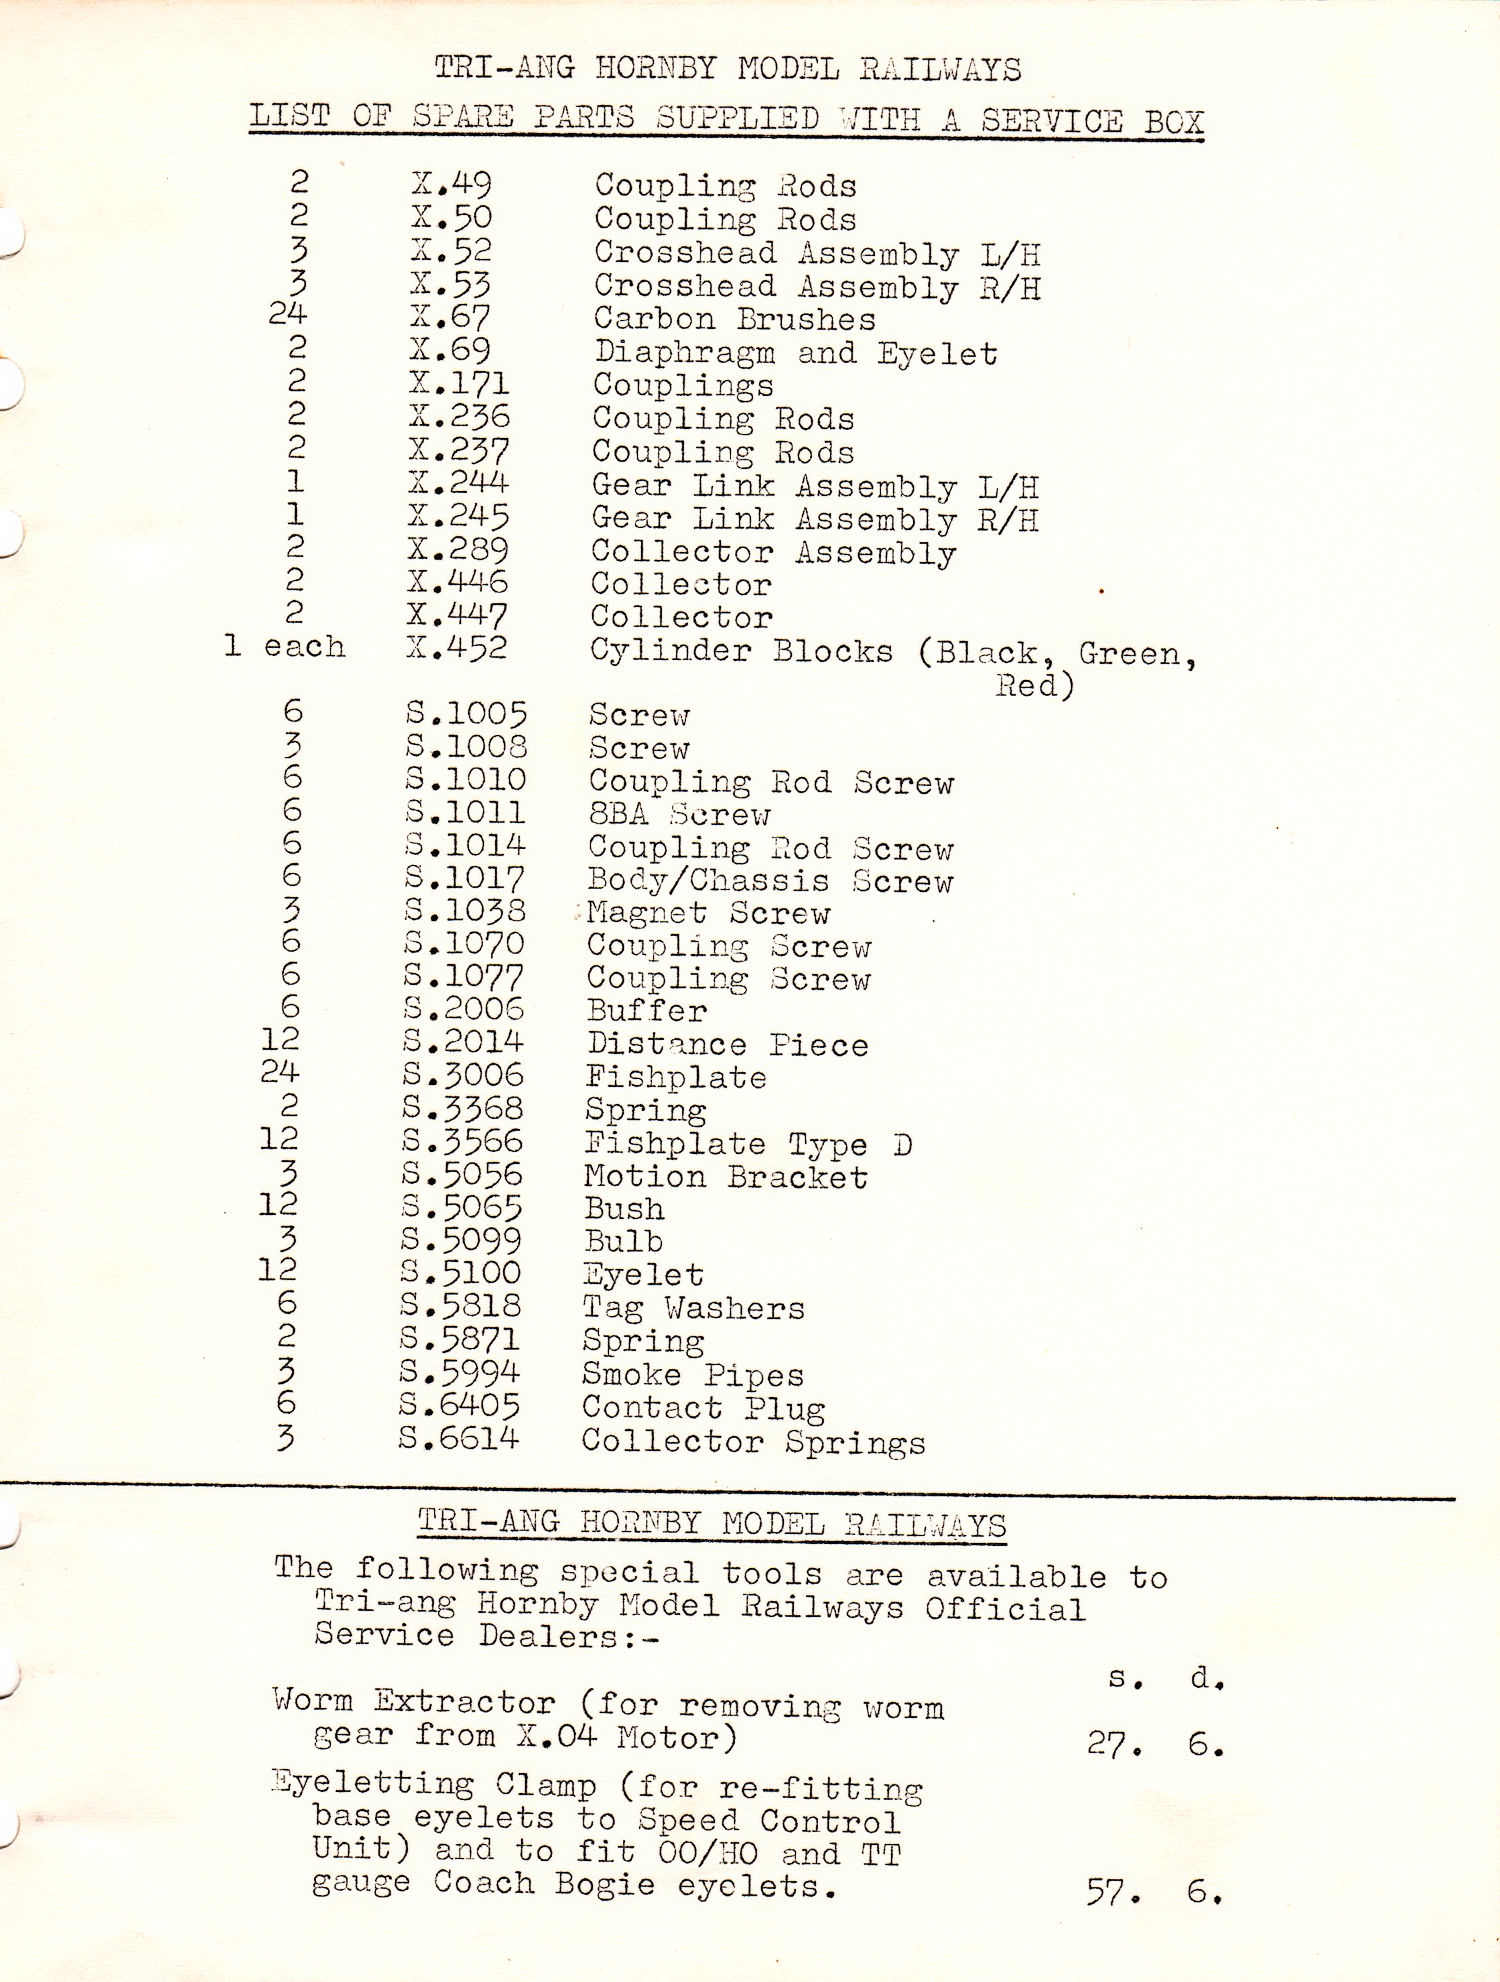 TRI-ANG HORNBY MODEL RAILWAYS
LIST OF SPARE PARTS SUPPLIED WITH A SERVICE BOX
2 X.49 Coupling Rods
2 X.50 Coupling Rods
3 X.52 Crosshead Assembly L/H
3 X.53 Crosshead Assembly R/H
24 X.67 Carbon Brushes
2 X.69 Diaphragm and Eyelet
2 X.171 Couplings
2 X.236 Coupling Rods
2 X.237 Coupling Rods
1 X.244 Gear Link Assembly L/H
1 X.245 Gear Link Assembly R/H
2 X.289 Collector Assembly
2 X.446 Collector
2 X.447 Collector
1 each X.452 Cylinder Blocks (Black, Green,
Red)
6 S.1005 Screw
3 S.1008 Screw
6 S.1010 Coupling Rod Screw
6 S.1011 8BA Screw
6 S.1014 Coupling Rod Screw
6 S.1017 Body/Chassis Screw
3 S.1038 Magnet Screw
6 S.1070 Coupling Screw
6 S.1077 Coupling Screw
6 S.2006 Buffer
12 S.2014 Distance Piece
24 S.3006 Fishplate
2 S.3368 Spring
12 S.3566 Fishplate Type D
3 S.5056 Motion Bracket
12 S.5065 Bush
3 S.5099 Bulb
12 S.5100 Eyelet
6 S.5818 Tag Washers
2 S.5871 Spring
3 S.5994 Smoke Pipes
6 S.6405 Contact Plug
3 S.6614 Collector Springs
TRI-ANG HORNBY MODEL RAILWAYS
The following special tools are available to
Tri-ang Hornby Model Railways Official
Service Dealers:-
s. d.
Worm Extractor (for removing worm
gear from X.04 Motor) 27. 6.
Eyeletting Clamp (for re-fitting
base eyelets to Speed Control
Unit) and to fit OO/HO and TT
gauge Coach Bogie eyelets. 57. 6.